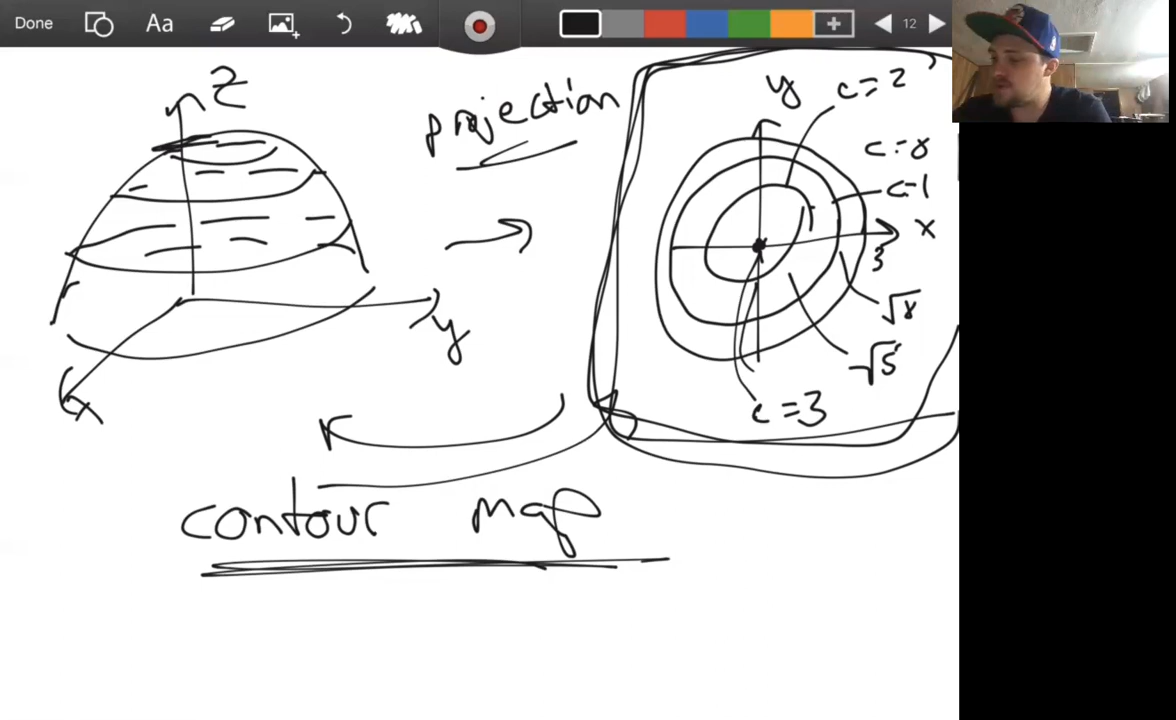 Done Aa 12
z
projection
y c=2
c=0
c=1
x
3
√8
y
√5
x
c=3
contour map